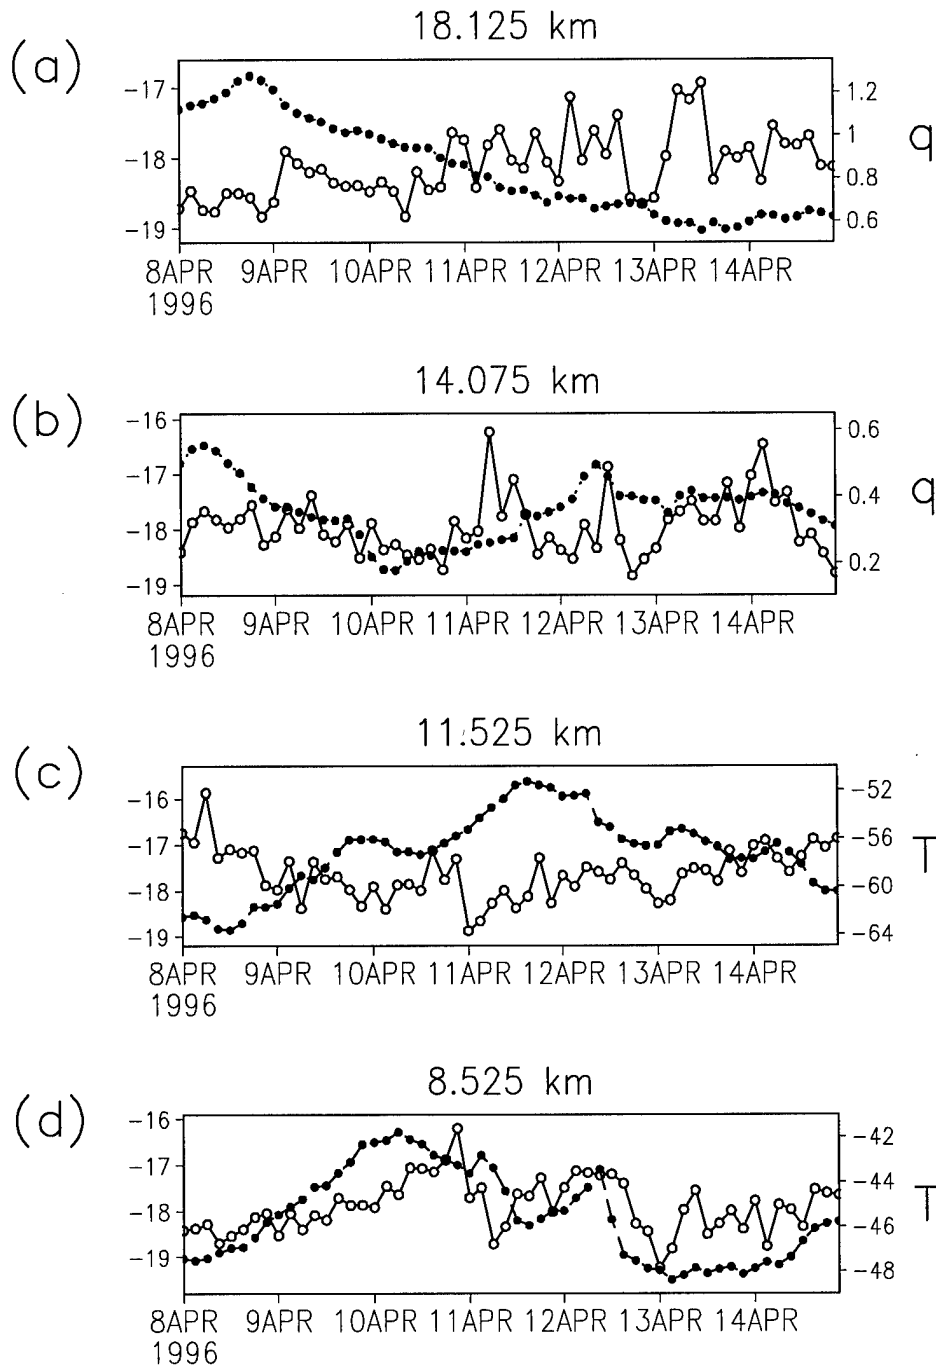 18.125 km
(a)
-17
-18
-19
1.2
1
0.8
0.6
q
8APR 9APR 10APR 11APR 12APR 13APR 14APR
1996
14.075 km
(b)
-16
-17
-18
-19
0.6
0.4
0.2
q
8APR 9APR 10APR 11APR 12APR 13APR 14APR
1996
11.525 km
(c)
-16
-17
-18
-19
-52
-56
-60
-64
T
8APR 9APR 10APR 11APR 12APR 13APR 14APR
1996
8.525 km
(d)
-16
-17
-18
-19
-42
-44
-46
-48
T
8APR 9APR 10APR 11APR 12APR 13APR 14APR
1996